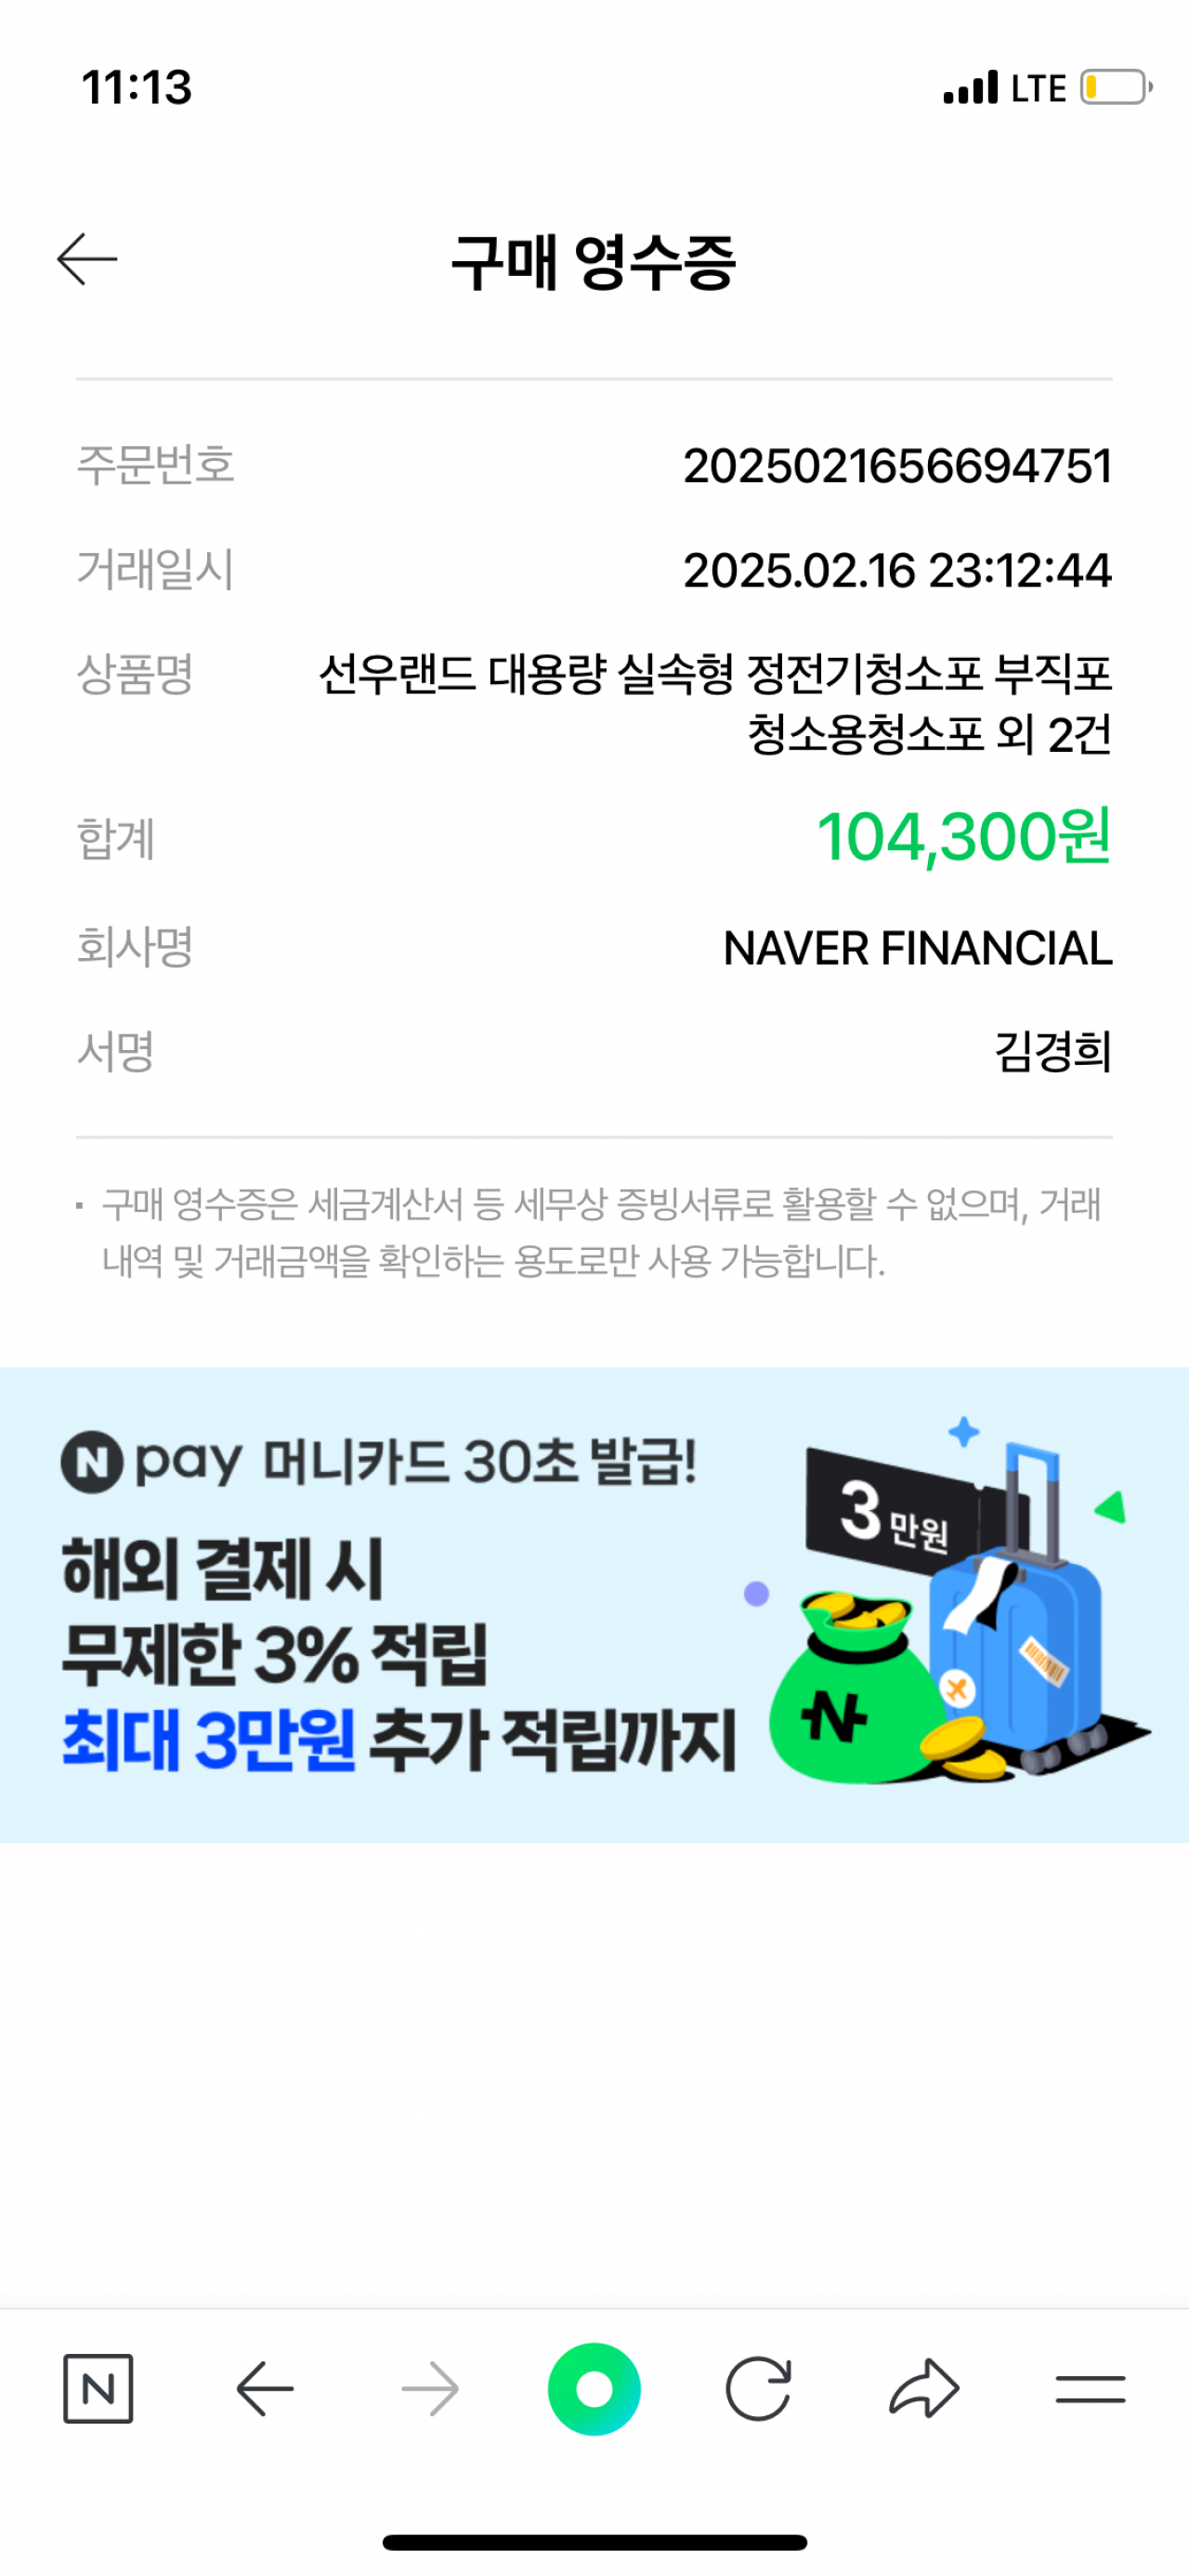 11:13
LTE
구매 영수증
주문번호 2025021656694751
거래일시 2025.02.16 23:12:44
상품명 선우랜드 대용량 실속형 정전기청소포 부직포
청소용청소포 외 2건
합계 104,300원
회사명 NAVER FINANCIAL
서명 김경희
· 구매 영수증은 세금계산서 등 세무상 증빙서류로 활용할 수 없으며, 거래
내역 및 거래금액을 확인하는 용도로만 사용 가능합니다.
N pay 머니카드 30초 발급!
해외 결제 시
무제한 3% 적립
최대 3만원 추가 적립까지
3만원
N
N